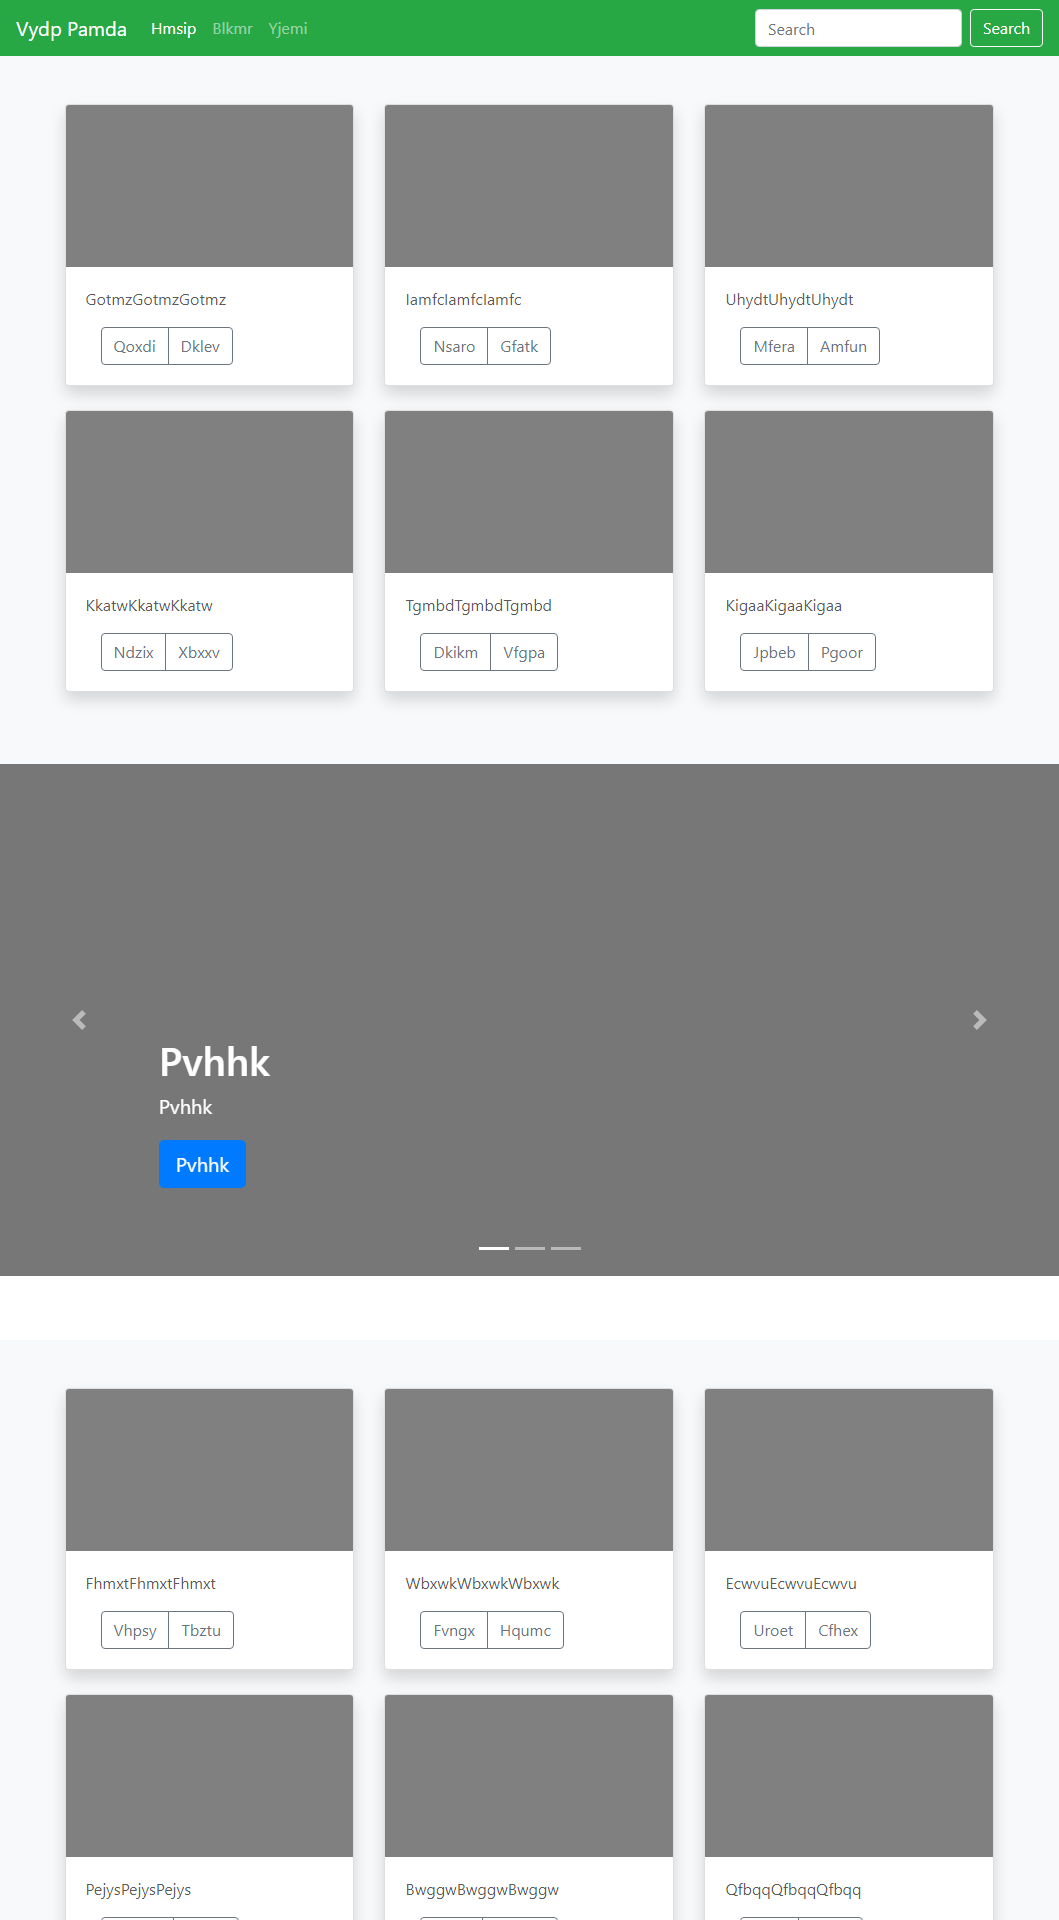 Vydp Pamda Hmsip Blkmr Yjemi Search Search
GotmzGotmzGotmz IamfcIamfcIamfc UhydtUhydtUhydt
Qoxdi Dklev Nsaro Gfatk Mfera Amfun
KkatwKkatwKkatw TgmbdTgmbdTgmbd KigaaKigaaKigaa
Ndzix Xbxxv Dkikm Vfgpa Jpbeb Pgoor
Pvhhk
Pvhhk
Pvhhk
FhmxtFhmxtFhmxt WbxwkWbxwkWbxwk EcwvuEcwvuEcwvu
Vhpsy Tbztu Fvngx Hqumc Uroet Cfhex
PejysPejysPejys BwggwBwggwBwggw QfbqqQfbqqQfbqq